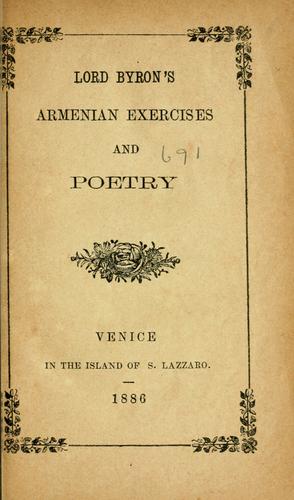 LORD BYRON'S
ARMENIAN EXERCISES
AND
691
POETRY
VENICE
IN THE ISLAND OF S. LAZZARO.
1886